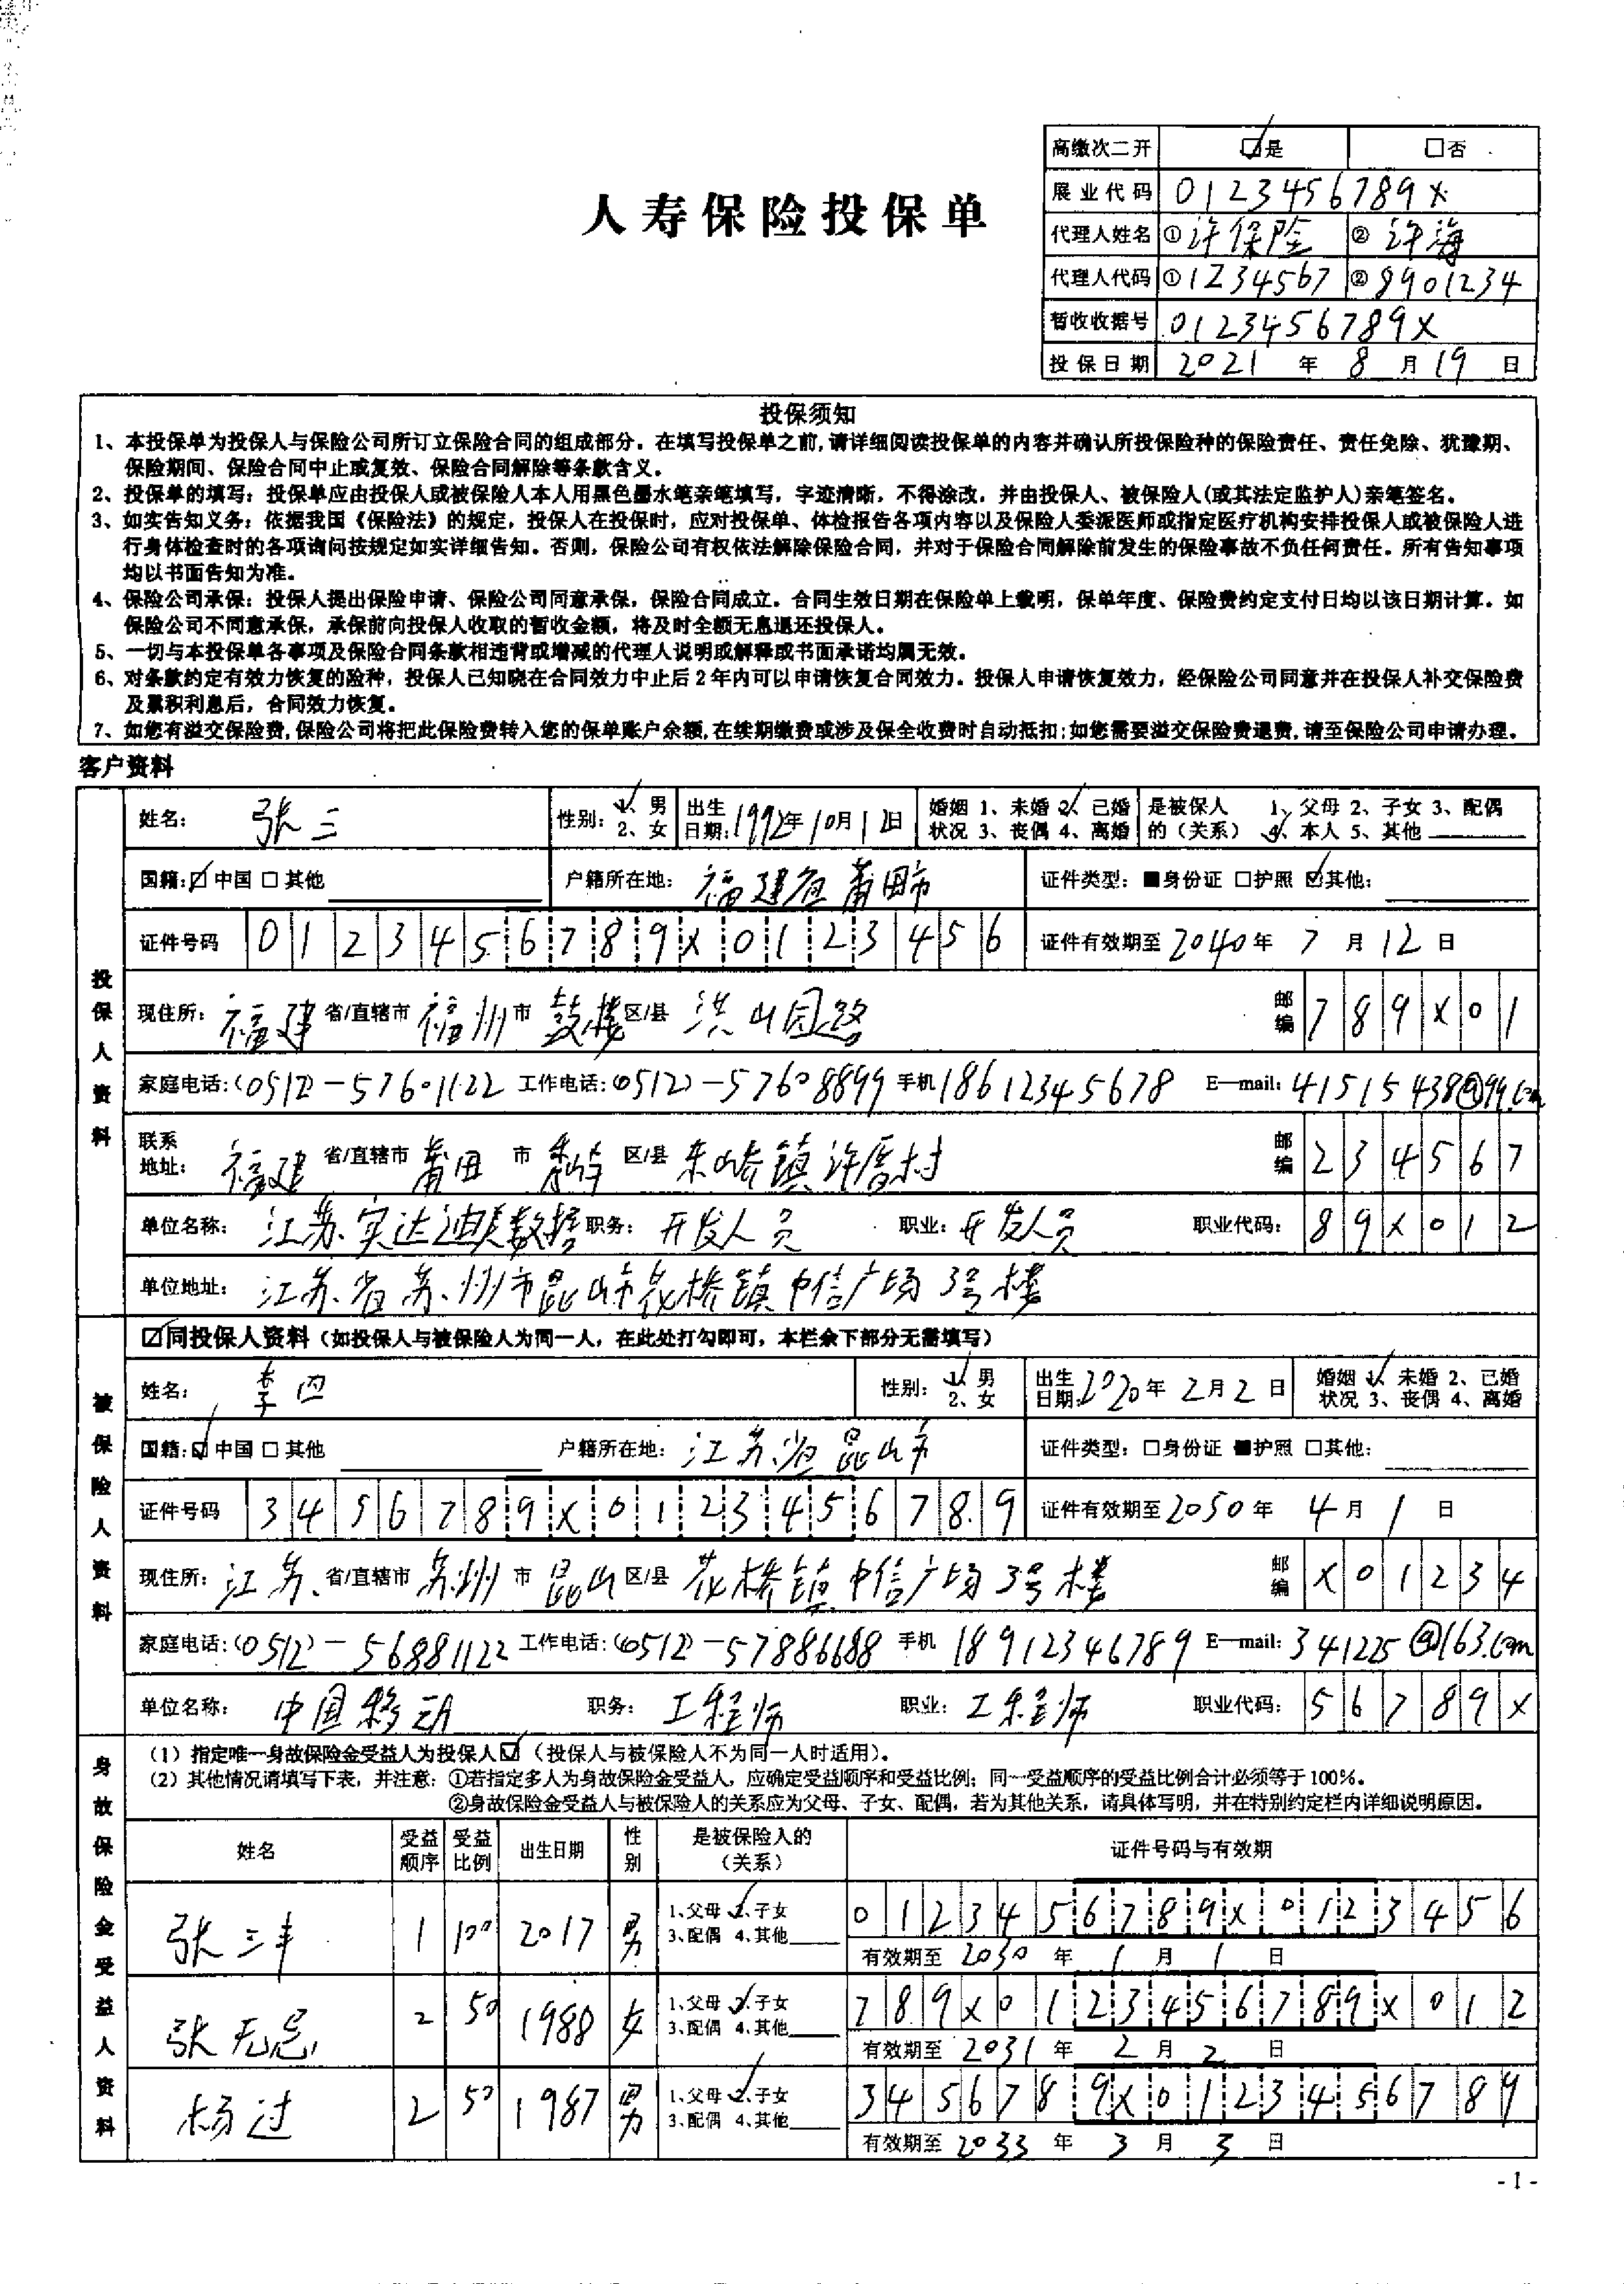 高缴次二开 ☑是 □否
人寿保险投保单
展业代码 0123456789X
代理人姓名 ①许保险 ②许海
代理人代码 ①1234567 ②8901234
暂收收据号 0123456789X
投保日期 2021 年 8 月 19 日
投保须知
1、本投保单为投保人与保险公司所订立保险合同的组成部分。在填写投保单之前,请详细阅读投保单的内容并确认所投保险种的保险责任、责任免除、犹豫期、
保险期间、保险合同中止或复效、保险合同解除等条款含义。
2、投保单的填写：投保单应由投保人或被保险人本人用黑色墨水笔亲笔填写，字迹清晰，不得涂改，并由投保人、被保险人(或其法定监护人)亲笔签名。
3、如实告知义务：依据我国《保险法》的规定，投保人在投保时，应对投保单、体检报告各项内容以及保险人委派医师或指定医疗机构安排投保人或被保险人进
行身体检查时的各项询问按规定如实详细告知。否则，保险公司有权依法解除保险合同，并对于保险合同解除前发生的保险事故不负任何责任。所有告知事项
均以书面告知为准。
4、保险公司承保：投保人提出保险申请、保险公司同意承保，保险合同成立。合同生效日期在保险单上载明，保单年度、保险费约定支付日均以该日期计算。如
保险公司不同意承保，承保前向投保人收取的暂收金额，将及时全额无息退还投保人。
5、一切与本投保单各事项及保险合同条款相违背或增减的代理人说明或解释或书面承诺均属无效。
6、对条款约定有效力恢复的险种，投保人已知晓在合同效力中止后2年内可以申请恢复合同效力。投保人申请恢复效力，经保险公司同意并在投保人补交保险费
及累积利息后，合同效力恢复。
7、如您有溢交保险费,保险公司将把此保险费转入您的保单账户余额,在续期缴费或涉及保全收费时自动抵扣;如您需要溢交保险费退费,请至保险公司申请办理。
客户资料
投保人资料
姓名： 张三 性别： 1、男 2、女 出生日期：1992年10月12日 婚姻状况 1、未婚 2、已婚 3、丧偶 4、离婚 是被保人的（关系） 1、父母 2、子女 3、配偶 4、本人 5、其他
国籍：☑中国 □其他 户籍所在地： 福建省莆田市 证件类型：■身份证 □护照 ☑其他：
证件号码 0123456789X0123456 证件有效期至 2040 年 7 月 12 日
现住所： 福建 省/直辖市 福州 市 鼓楼 区/县 洪山园路 邮编 789X01
家庭电话：(0512)-57601122 工作电话：(0512)-57608899 手机 18612345678 E—mail: 41515438@99.com
联系地址： 福建 省/直辖市 莆田 市 秀屿 区/县 东峤镇许厝村 邮编 234567
单位名称： 江苏实达迪美数据 职务： 开发人员 职业：开发人员 职业代码： 89X012
单位地址： 江苏省苏州市昆山市花桥镇中信广场3号楼
被保险人资料
☑同投保人资料（如投保人与被保险人为同一人，在此处打勾即可，本栏余下部分无需填写）
姓名： 李四 性别： 1、男 2、女 出生日期：2020年 2月2日 婚姻状况 1、未婚 2、已婚 3、丧偶 4、离婚
国籍：☑中国 □其他 户籍所在地： 江苏省昆山市 证件类型：□身份证 ■护照 □其他：
证件号码 3456789X0123456789 证件有效期至 2050 年 4 月 1 日
现住所： 江苏 省/直辖市 苏州 市 昆山 区/县 花桥镇中信广场3号楼 邮编 X01234
家庭电话：(0512)-56881122 工作电话：(0512)-57886688 手机 18912346789 E—mail: 341225@163.com
单位名称： 中国移动 职务： 工程师 职业： 工程师 职业代码： 56789X
身故保险金受益人资料
（1）指定唯一身故保险金受益人为投保人☑（投保人与被保险人不为同一人时适用）。
（2）其他情况请填写下表，并注意：①若指定多人为身故保险金受益人，应确定受益顺序和受益比例；同一受益顺序的受益比例合计必须等于100%。
②身故保险金受益人与被保险人的关系应为父母、子女、配偶，若为其他关系，请具体写明，并在特别约定栏内详细说明原因。
姓名 受益顺序 受益比例 出生日期 性别 是被保险人的（关系） 证件号码与有效期
张三丰 1 100 2017 男 1、父母 2、子女 3、配偶 4、其他 0123456789X0123456
有效期至 2030 年 1 月 1 日
张无忌 2 50 1988 女 1、父母 2、子女 3、配偶 4、其他 789X0123456789X012
有效期至 2031 年 2 月 2 日
杨过 2 50 1987 男 1、父母 2、子女 3、配偶 4、其他 3456789X0123456789
有效期至 2033 年 3 月 3 日
- 1 -